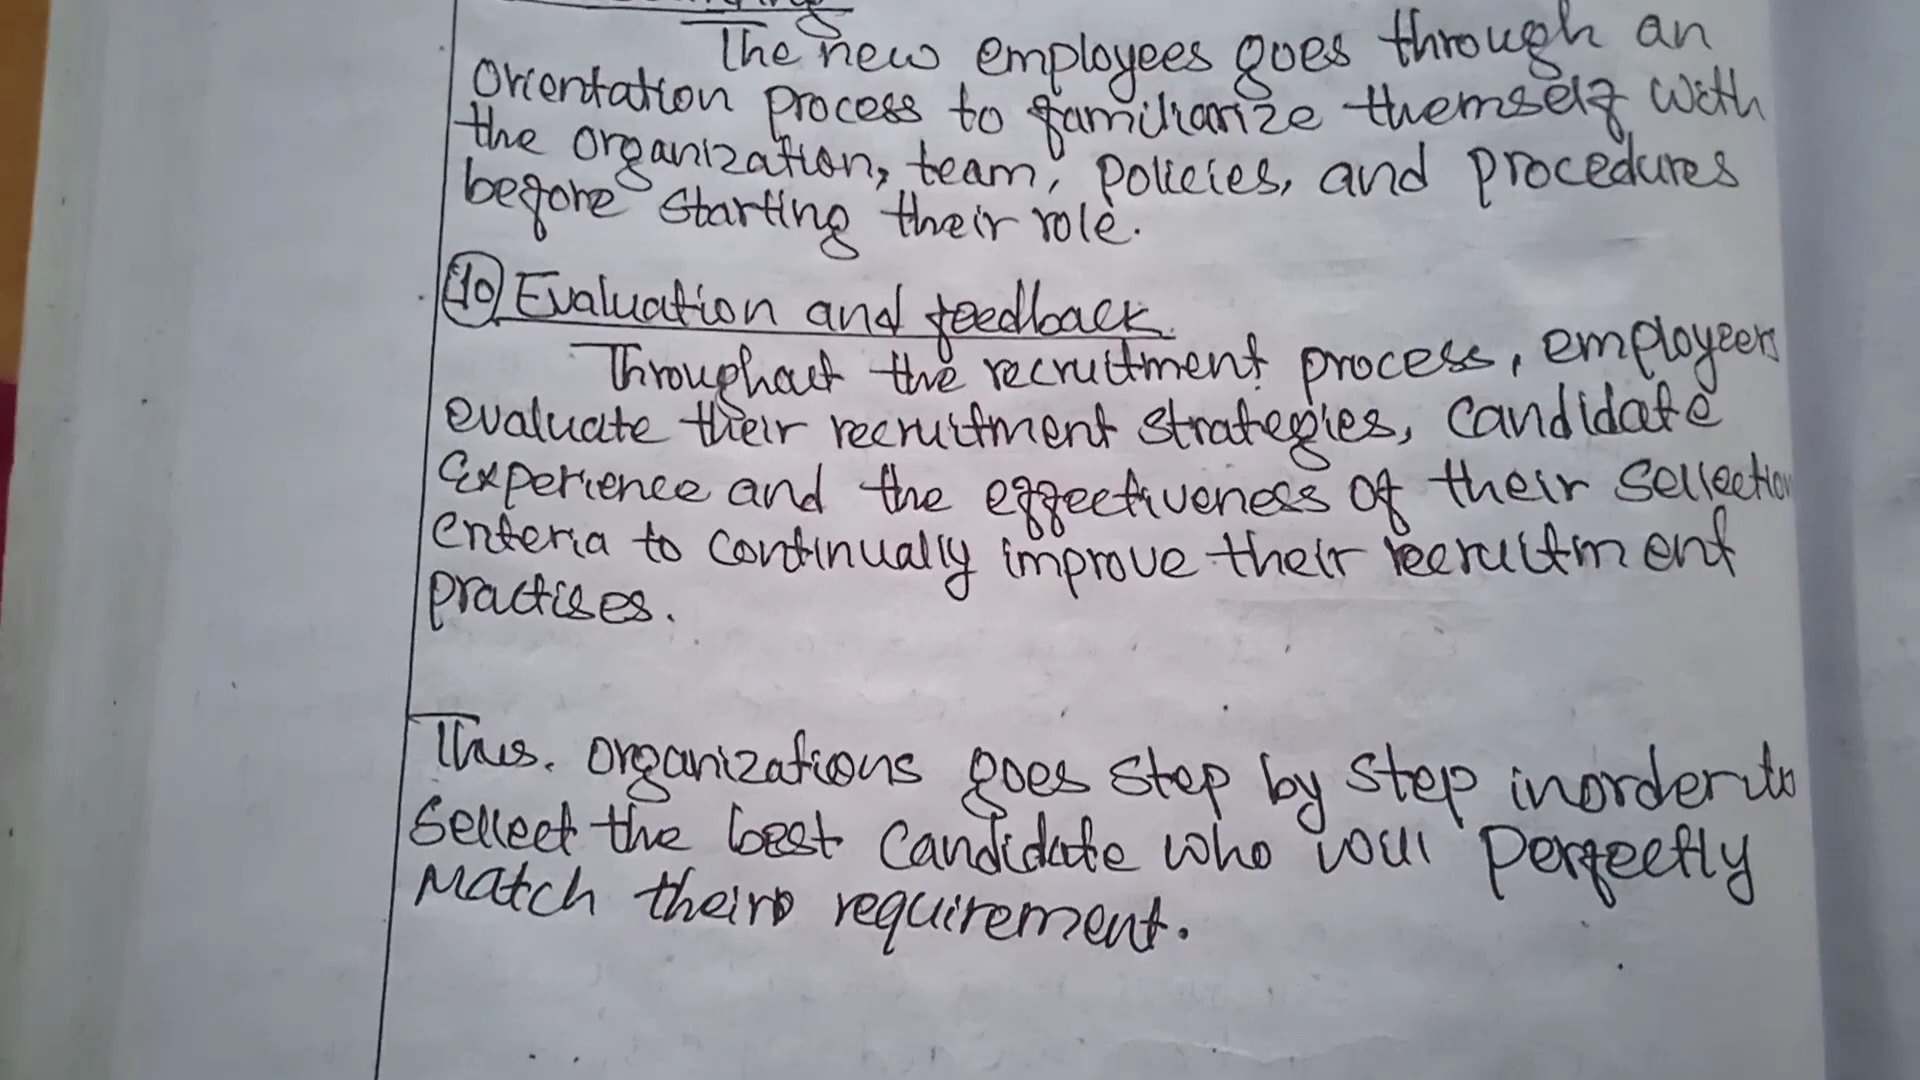 The new employees goes through an
Orientation process to familiarize themself with
the organization, team, policies, and procedures
before starting their role.
10 Evaluation and feedback.
Throughout the recruitment process, employeers
evaluate their recruitment strategies, candidate
experience and the effectiveness of their sellection
criteria to continually improve their recruitment
practises.
Thus. organizations goes step by step inorder to
sellect the best candidate who will perfectly
Match their requirement.